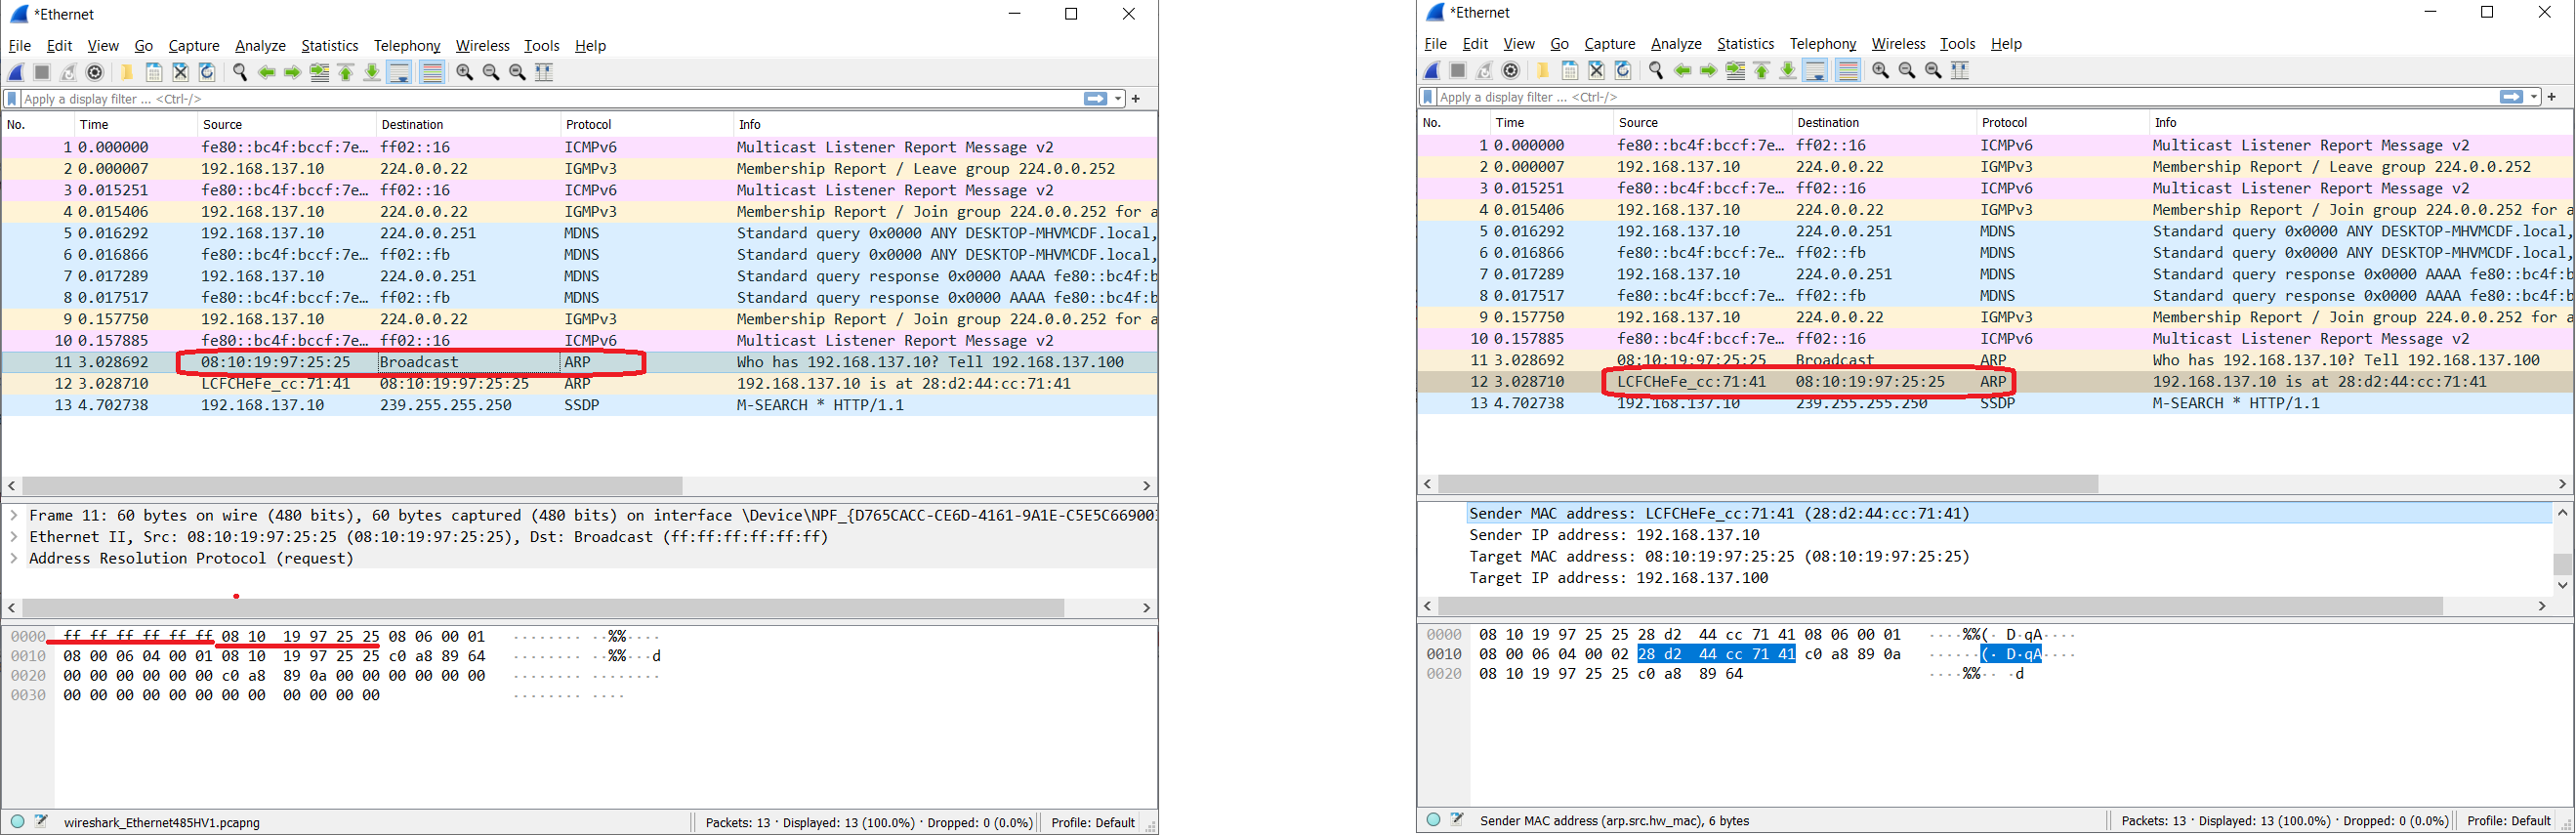 *Ethernet
File Edit View Go Capture Analyze Statistics Telephony Wireless Tools Help
Apply a display filter ... <Ctrl-/>
No. Time Source Destination Protocol Info
1 0.000000 fe80::bc4f:bccf:7e… ff02::16 ICMPv6 Multicast Listener Report Message v2
2 0.000007 192.168.137.10 224.0.0.22 IGMPv3 Membership Report / Leave group 224.0.0.252
3 0.015251 fe80::bc4f:bccf:7e… ff02::16 ICMPv6 Multicast Listener Report Message v2
4 0.015406 192.168.137.10 224.0.0.22 IGMPv3 Membership Report / Join group 224.0.0.252 for a
5 0.016292 192.168.137.10 224.0.0.251 MDNS Standard query 0x0000 ANY DESKTOP-MHVMCDF.local,
6 0.016866 fe80::bc4f:bccf:7e… ff02::fb MDNS Standard query 0x0000 ANY DESKTOP-MHVMCDF.local,
7 0.017289 192.168.137.10 224.0.0.251 MDNS Standard query response 0x0000 AAAA fe80::bc4f:b
8 0.017517 fe80::bc4f:bccf:7e… ff02::fb MDNS Standard query response 0x0000 AAAA fe80::bc4f:b
9 0.157750 192.168.137.10 224.0.0.22 IGMPv3 Membership Report / Join group 224.0.0.252 for a
10 0.157885 fe80::bc4f:bccf:7e… ff02::16 ICMPv6 Multicast Listener Report Message v2
11 3.028692 08:10:19:97:25:25 Broadcast ARP Who has 192.168.137.10? Tell 192.168.137.100
12 3.028710 LCFCHeFe_cc:71:41 08:10:19:97:25:25 ARP 192.168.137.10 is at 28:d2:44:cc:71:41
13 4.702738 192.168.137.10 239.255.255.250 SSDP M-SEARCH * HTTP/1.1
Frame 11: 60 bytes on wire (480 bits), 60 bytes captured (480 bits) on interface \Device\NPF_{D765CACC-CE6D-4161-9A1E-C5E5C669003
Ethernet II, Src: 08:10:19:97:25:25 (08:10:19:97:25:25), Dst: Broadcast (ff:ff:ff:ff:ff:ff)
Address Resolution Protocol (request)
0000 ff ff ff ff ff ff 08 10 19 97 25 25 08 06 00 01 ········ ··%%····
0010 08 00 06 04 00 01 08 10 19 97 25 25 c0 a8 89 64 ········ ··%%···d
0020 00 00 00 00 00 00 c0 a8 89 0a 00 00 00 00 00 00 ········ ········
0030 00 00 00 00 00 00 00 00 00 00 00 00 ········ ····
wireshark_Ethernet485HV1.pcapng Packets: 13 · Displayed: 13 (100.0%) · Dropped: 0 (0.0%) Profile: Default
*Ethernet
File Edit View Go Capture Analyze Statistics Telephony Wireless Tools Help
Apply a display filter ... <Ctrl-/>
No. Time Source Destination Protocol Info
1 0.000000 fe80::bc4f:bccf:7e… ff02::16 ICMPv6 Multicast Listener Report Message v2
2 0.000007 192.168.137.10 224.0.0.22 IGMPv3 Membership Report / Leave group 224.0.0.252
3 0.015251 fe80::bc4f:bccf:7e… ff02::16 ICMPv6 Multicast Listener Report Message v2
4 0.015406 192.168.137.10 224.0.0.22 IGMPv3 Membership Report / Join group 224.0.0.252 for a
5 0.016292 192.168.137.10 224.0.0.251 MDNS Standard query 0x0000 ANY DESKTOP-MHVMCDF.local,
6 0.016866 fe80::bc4f:bccf:7e… ff02::fb MDNS Standard query 0x0000 ANY DESKTOP-MHVMCDF.local,
7 0.017289 192.168.137.10 224.0.0.251 MDNS Standard query response 0x0000 AAAA fe80::bc4f:b
8 0.017517 fe80::bc4f:bccf:7e… ff02::fb MDNS Standard query response 0x0000 AAAA fe80::bc4f:b
9 0.157750 192.168.137.10 224.0.0.22 IGMPv3 Membership Report / Join group 224.0.0.252 for a
10 0.157885 fe80::bc4f:bccf:7e… ff02::16 ICMPv6 Multicast Listener Report Message v2
11 3.028692 08:10:19:97:25:25 Broadcast ARP Who has 192.168.137.10? Tell 192.168.137.100
12 3.028710 LCFCHeFe_cc:71:41 08:10:19:97:25:25 ARP 192.168.137.10 is at 28:d2:44:cc:71:41
13 4.702738 192.168.137.10 239.255.255.250 SSDP M-SEARCH * HTTP/1.1
Sender MAC address: LCFCHeFe_cc:71:41 (28:d2:44:cc:71:41)
Sender IP address: 192.168.137.10
Target MAC address: 08:10:19:97:25:25 (08:10:19:97:25:25)
Target IP address: 192.168.137.100
0000 08 10 19 97 25 25 28 d2 44 cc 71 41 08 06 00 01 ····%%(· D·qA····
0010 08 00 06 04 00 02 28 d2 44 cc 71 41 c0 a8 89 0a ······(· D·qA····
0020 08 10 19 97 25 25 c0 a8 89 64 ····%%·· ·d
Sender MAC address (arp.src.hw_mac), 6 bytes Packets: 13 · Displayed: 13 (100.0%) · Dropped: 0 (0.0%) Profile: Default